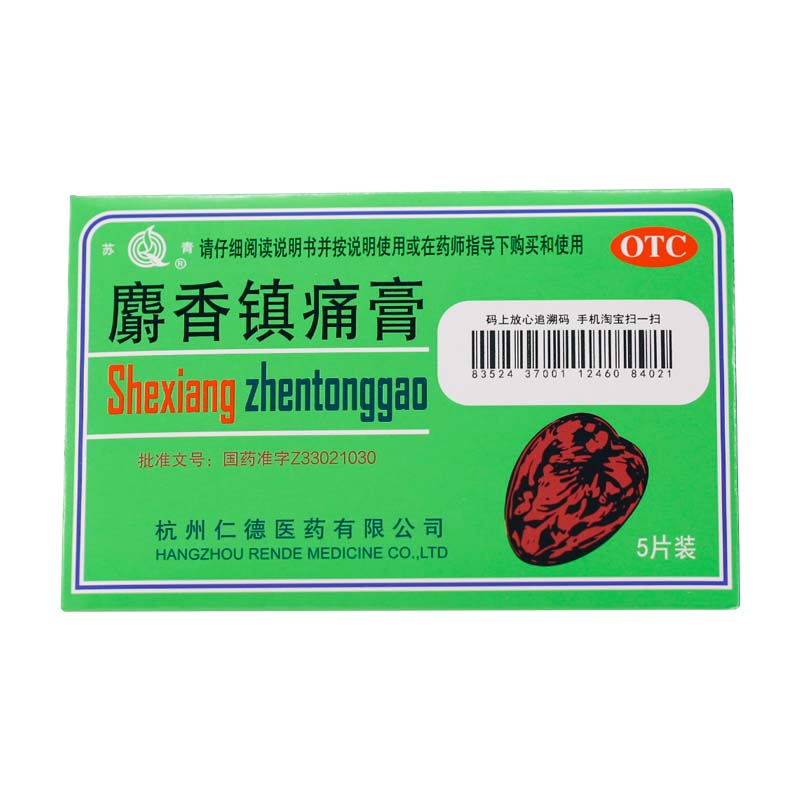 苏 青
®
请仔细阅读说明书并按说明使用或在药师指导下购买和使用
OTC
麝香镇痛膏
Shexiang zhentonggao
批准文号：国药准字Z33021030
码上放心追溯码 手机淘宝扫一扫
83524 37001 12460 84021
杭州仁德医药有限公司
HANGZHOU RENDE MEDICINE CO.,LTD
5片装